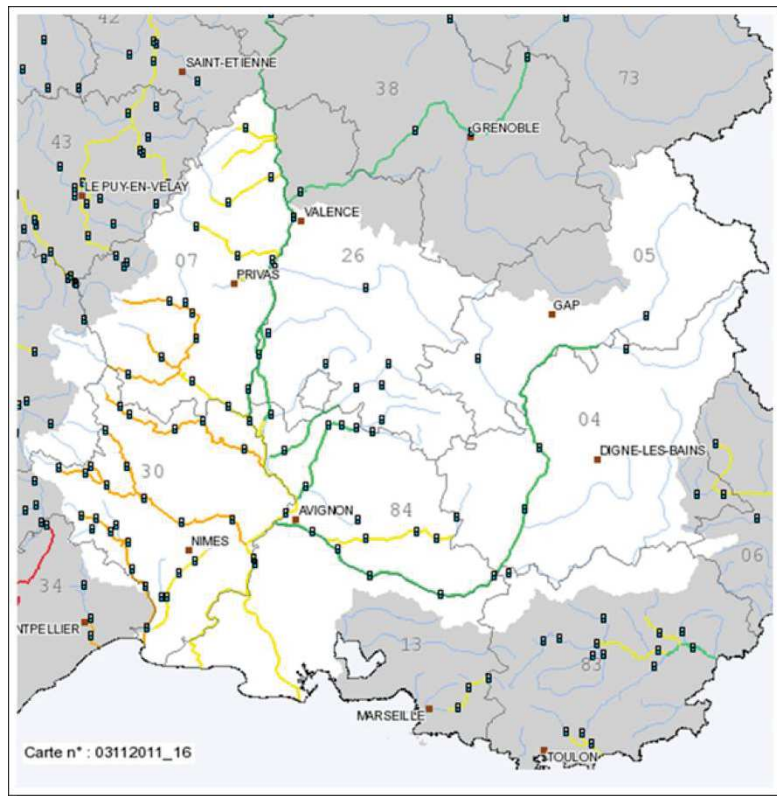 42
SAINT-ETIENNE
38
73
GRENOBLE
43
LE PUY-EN-VELAY
VALENCE
26
05
07
PRIVAS
GAP
04
DIGNE-LES-BAINS
30
AVIGNON
84
NIMES
06
34
NTPELLIER
13
83
MARSEILLE
TOULON
Carte n° : 03112011_16